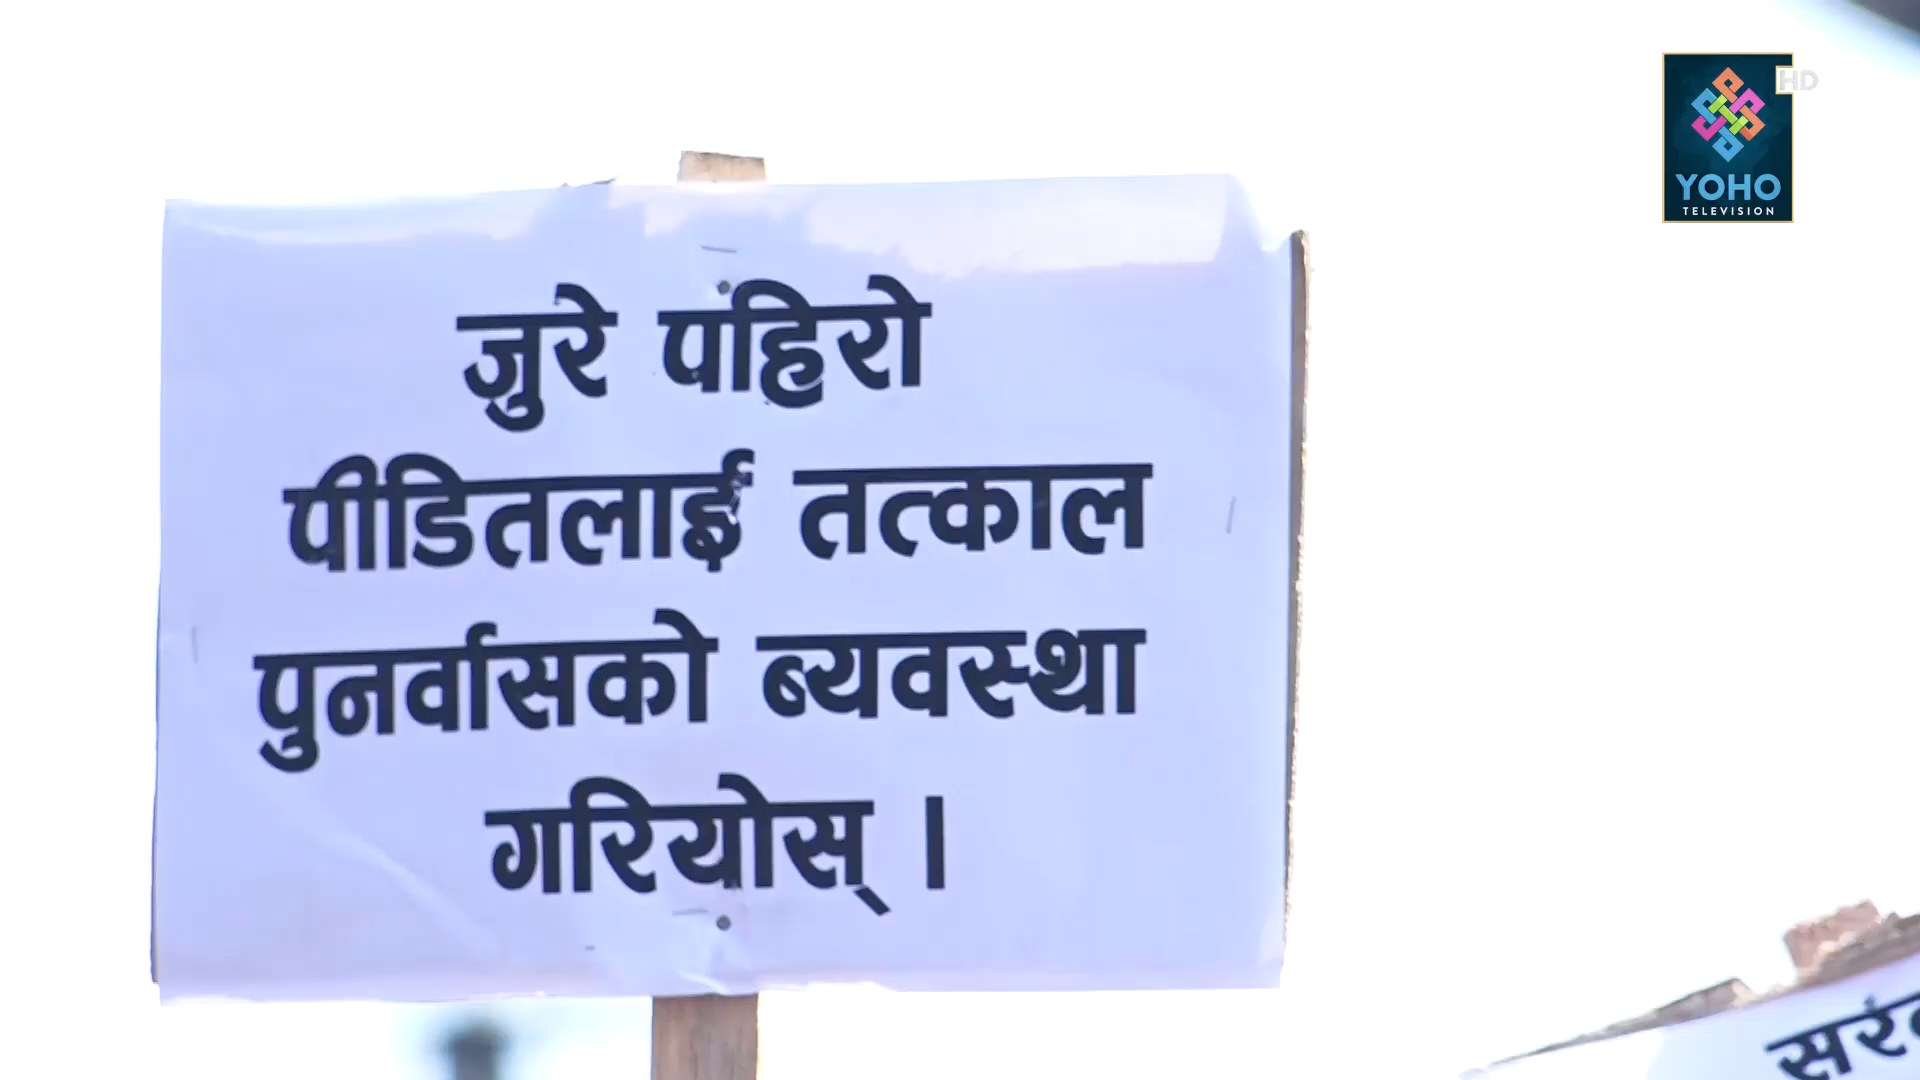 जुरे पहिरो
पीडितलाई तत्काल
पुनर्वासको ब्यवस्था
गरियोस् ।
HD
YOHO
TELEVISION